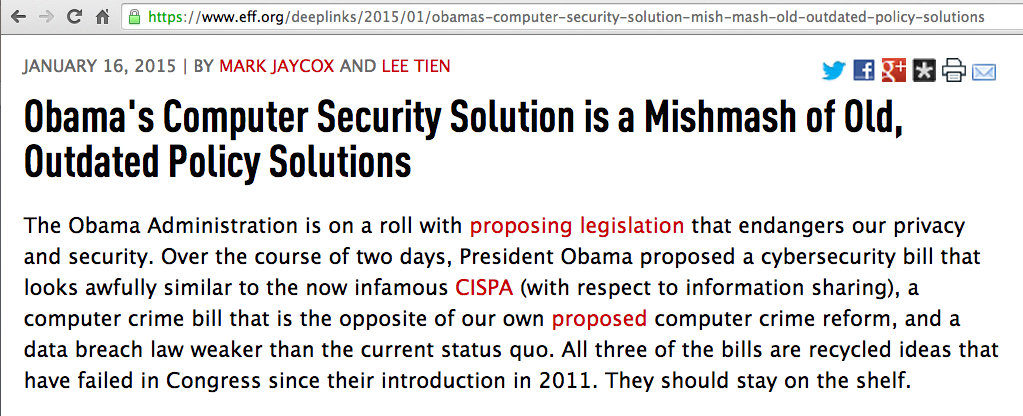 https://www.eff.org/deeplinks/2015/01/obamas-computer-security-solution-mish-mash-old-outdated-policy-solutions
JANUARY 16, 2015 | BY MARK JAYCOX AND LEE TIEN
Obama's Computer Security Solution is a Mishmash of Old,
Outdated Policy Solutions
The Obama Administration is on a roll with proposing legislation that endangers our privacy
and security. Over the course of two days, President Obama proposed a cybersecurity bill that
looks awfully similar to the now infamous CISPA (with respect to information sharing), a
computer crime bill that is the opposite of our own proposed computer crime reform, and a
data breach law weaker than the current status quo. All three of the bills are recycled ideas that
have failed in Congress since their introduction in 2011. They should stay on the shelf.